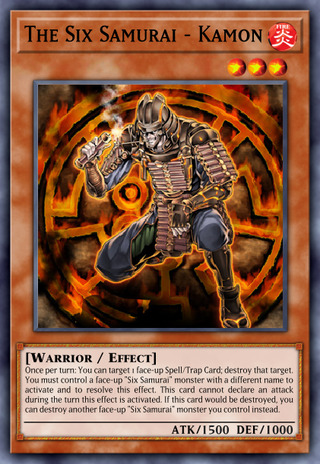 The Six Samurai - Kamon
FIRE
炎
[Warrior / Effect]
Once per turn: You can target 1 face-up Spell/Trap Card; destroy that target.
You must control a face-up "Six Samurai" monster with a different name to
activate and to resolve this effect. This card cannot declare an attack
during the turn this effect is activated. If this card would be destroyed, you
can destroy another face-up "Six Samurai" monster you control instead.
ATK/1500 DEF/1000